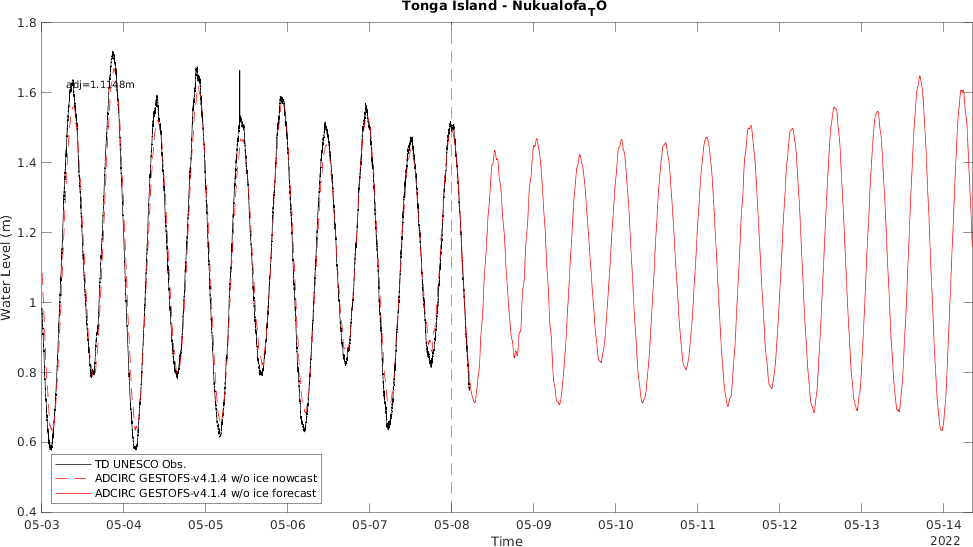 Tonga Island - NukualofaTO
1.8
1.6
1.4
1.2
1
0.8
0.6
0.4
Water Level (m)
adj=1.1148m
TD UNESCO Obs.
ADCIRC GESTOFS-v4.1.4 w/o ice nowcast
ADCIRC GESTOFS-v4.1.4 w/o ice forecast
05-03 05-04 05-05 05-06 05-07 05-08 05-09 05-10 05-11 05-12 05-13 05-14
Time
2022